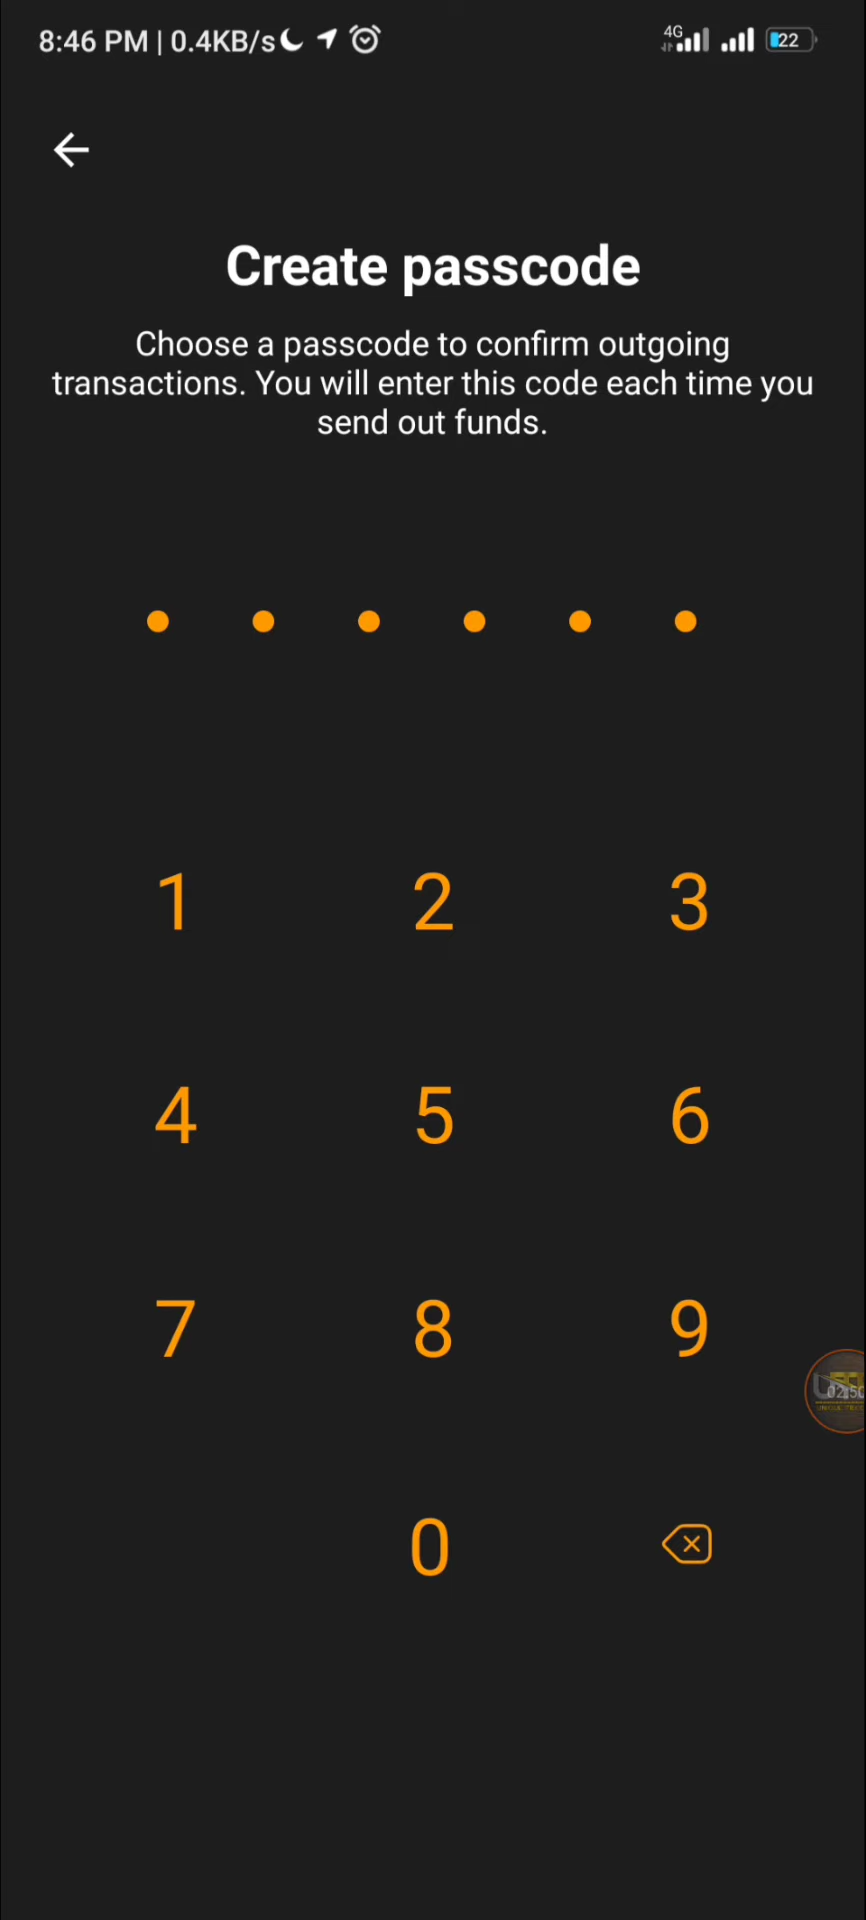 8:46 PM | 0.4KB/s 4G 22
Create passcode
Choose a passcode to confirm outgoing
transactions. You will enter this code each time you
send out funds.
1 2 3
4 5 6
7 8 9
0